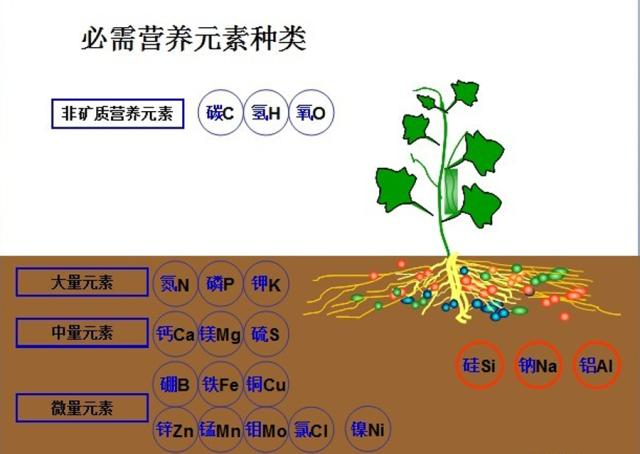 必需营养元素种类
非矿质营养元素 碳C 氢H 氧O
大量元素 氮N 磷P 钾K
中量元素 钙Ca 镁Mg 硫S
硅Si 钠Na 铝Al
硼B 铁Fe 铜Cu
微量元素
锌Zn 锰Mn 钼Mo 氯Cl 镍Ni